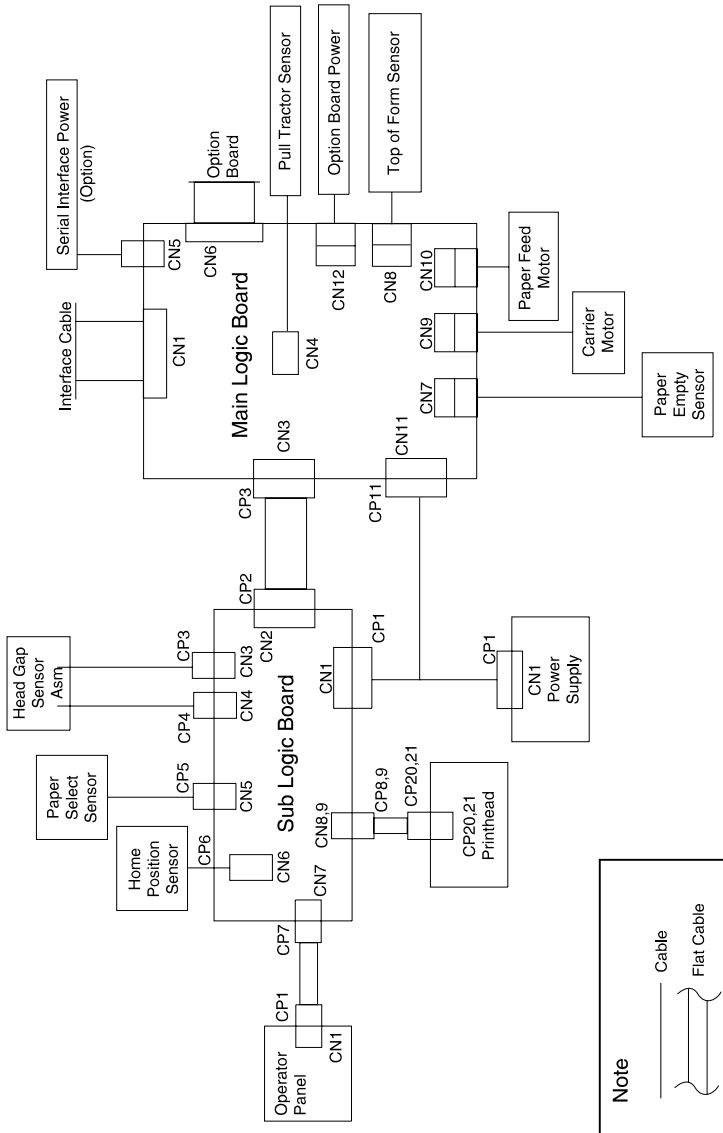 Serial Interface Power
(Option)
Interface Cable
Option
Board
Pull Tractor Sensor
Option Board Power
Top of Form Sensor
CN5
CN6
CN1
Main Logic Board
CN4
CN12
CN8
CN10
CN9
CN7
Paper Feed
Motor
Carrier
Motor
Paper
Empty
Sensor
CN3
CP3
CN11
CP11
CP2
CN2
Head Gap
Sensor
Asm
CP3
CN3
CP4
CN4
Paper
Select
Sensor
CP5
CN5
Home
Position
Sensor
CP6
CN6
Sub Logic Board
CN1
CP1
CP1
CN1
Power
Supply
CN8,9
CP8,9
CP20,21
CP20,21
Printhead
CN7
CP7
CP1
CN1
Operator
Panel
Note
Cable
Flat Cable